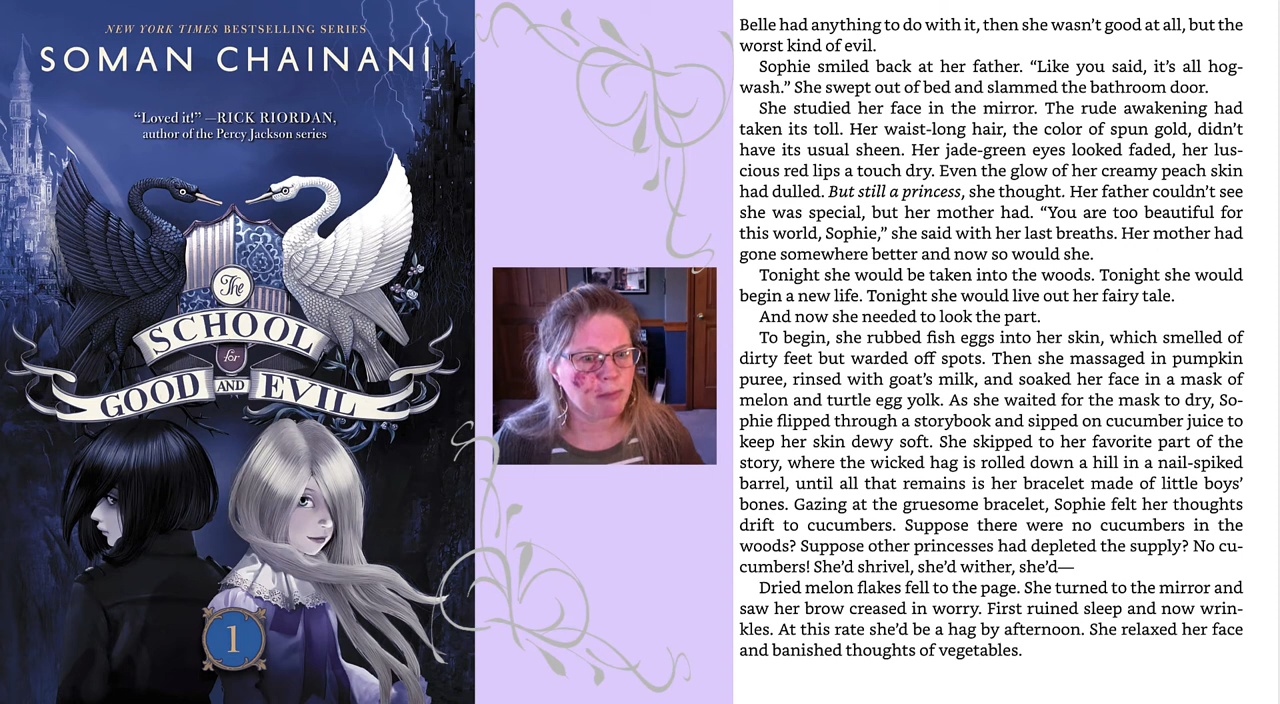 NEW YORK TIMES BESTSELLING SERIES
SOMAN CHAINANI
“Loved it!” —RICK RIORDAN,
author of the Percy Jackson series
The
SCHOOL
for
GOOD AND EVIL
1
Belle had anything to do with it, then she wasn’t good at all, but the
worst kind of evil.
Sophie smiled back at her father. “Like you said, it’s all hog-
wash.” She swept out of bed and slammed the bathroom door.
She studied her face in the mirror. The rude awakening had
taken its toll. Her waist-long hair, the color of spun gold, didn’t
have its usual sheen. Her jade-green eyes looked faded, her lus-
cious red lips a touch dry. Even the glow of her creamy peach skin
had dulled. But still a princess, she thought. Her father couldn’t see
she was special, but her mother had. “You are too beautiful for
this world, Sophie,” she said with her last breaths. Her mother had
gone somewhere better and now so would she.
Tonight she would be taken into the woods. Tonight she would
begin a new life. Tonight she would live out her fairy tale.
And now she needed to look the part.
To begin, she rubbed fish eggs into her skin, which smelled of
dirty feet but warded off spots. Then she massaged in pumpkin
puree, rinsed with goat’s milk, and soaked her face in a mask of
melon and turtle egg yolk. As she waited for the mask to dry, So-
phie flipped through a storybook and sipped on cucumber juice to
keep her skin dewy soft. She skipped to her favorite part of the
story, where the wicked hag is rolled down a hill in a nail-spiked
barrel, until all that remains is her bracelet made of little boys’
bones. Gazing at the gruesome bracelet, Sophie felt her thoughts
drift to cucumbers. Suppose there were no cucumbers in the
woods? Suppose other princesses had depleted the supply? No cu-
cumbers! She’d shrivel, she’d wither, she’d—
Dried melon flakes fell to the page. She turned to the mirror and
saw her brow creased in worry. First ruined sleep and now wrin-
kles. At this rate she’d be a hag by afternoon. She relaxed her face
and banished thoughts of vegetables.